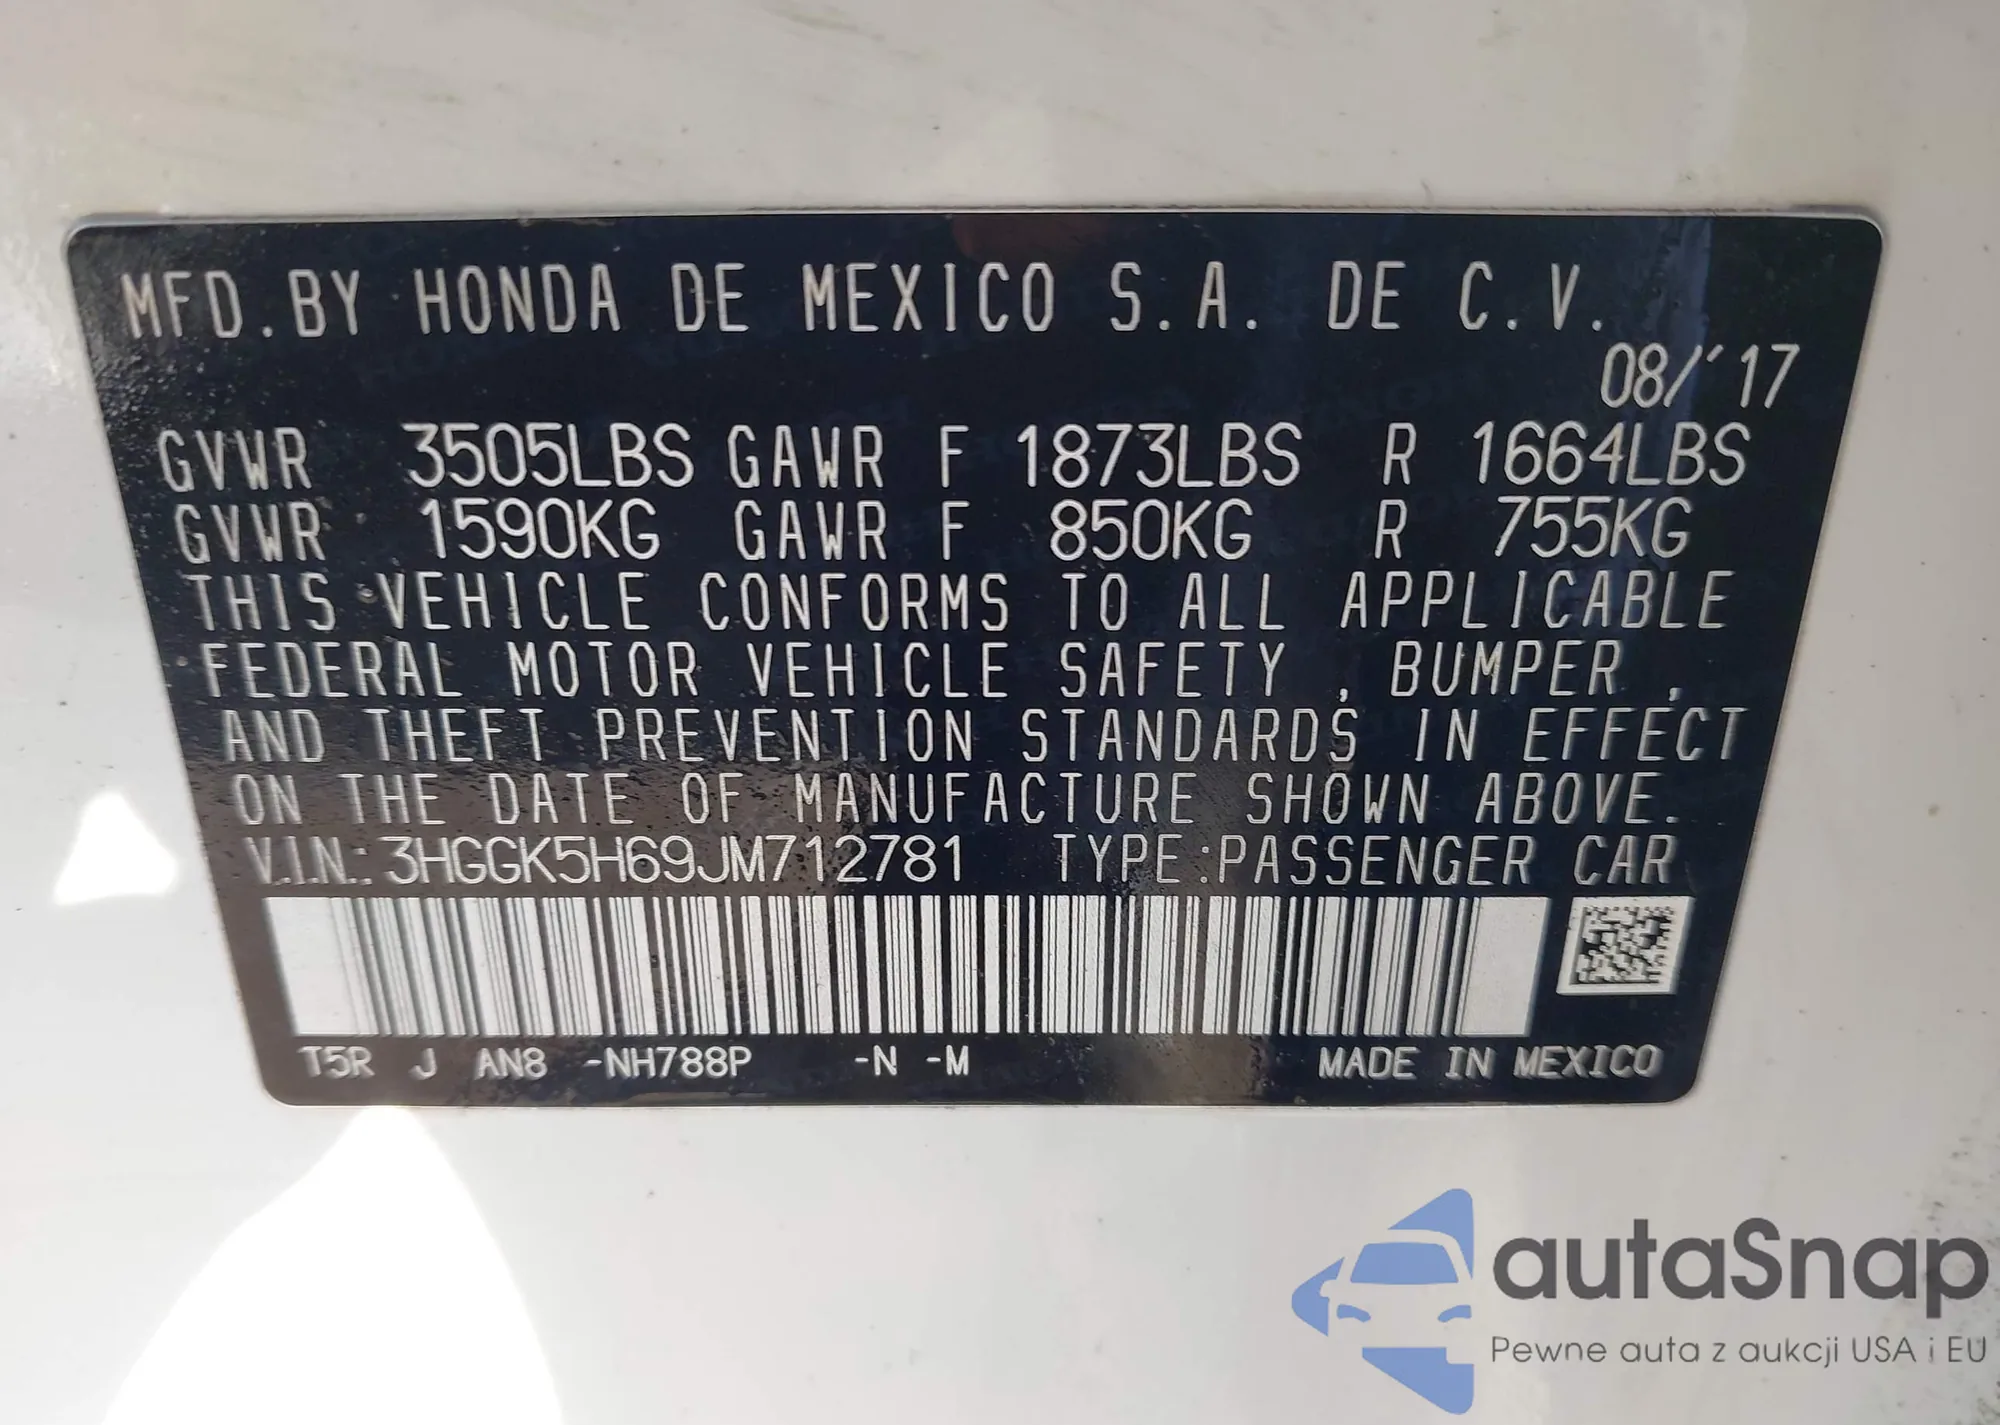 MFD.BY HONDA DE MEXICO S.A. DE C.V.
08/'17
GVWR 3505LBS GAWR F 1873LBS R 1664LBS
GVWR 1590KG GAWR F 850KG R 755KG
THIS VEHICLE CONFORMS TO ALL APPLICABLE
FEDERAL MOTOR VEHICLE SAFETY , BUMPER ,
AND THEFT PREVENTION STANDARDS IN EFFECT
ON THE DATE OF MANUFACTURE SHOWN ABOVE.
V.I.N.: 3HGGK5H69JM712781 TYPE:PASSENGER CAR
T5R J AN8 -NH788P -N -M MADE IN MEXICO
autaSnap
Pewne auta z aukcji USA i EU